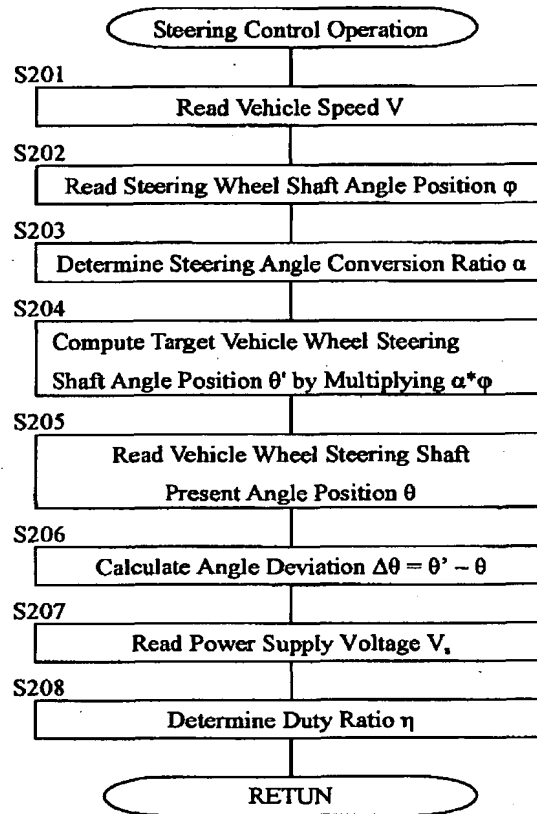 Steering Control Operation
S201
Read Vehicle Speed V
S202
Read Steering Wheel Shaft Angle Position φ
S203
Determine Steering Angle Conversion Ratio α
S204
Compute Target Vehicle Wheel Steering
Shaft Angle Position θ' by Multiplying α*φ
S205
Read Vehicle Wheel Steering Shaft
Present Angle Position θ
S206
Calculate Angle Deviation Δθ = θ' – θ
S207
Read Power Supply Voltage Vs
S208
Determine Duty Ratio η
RETUN